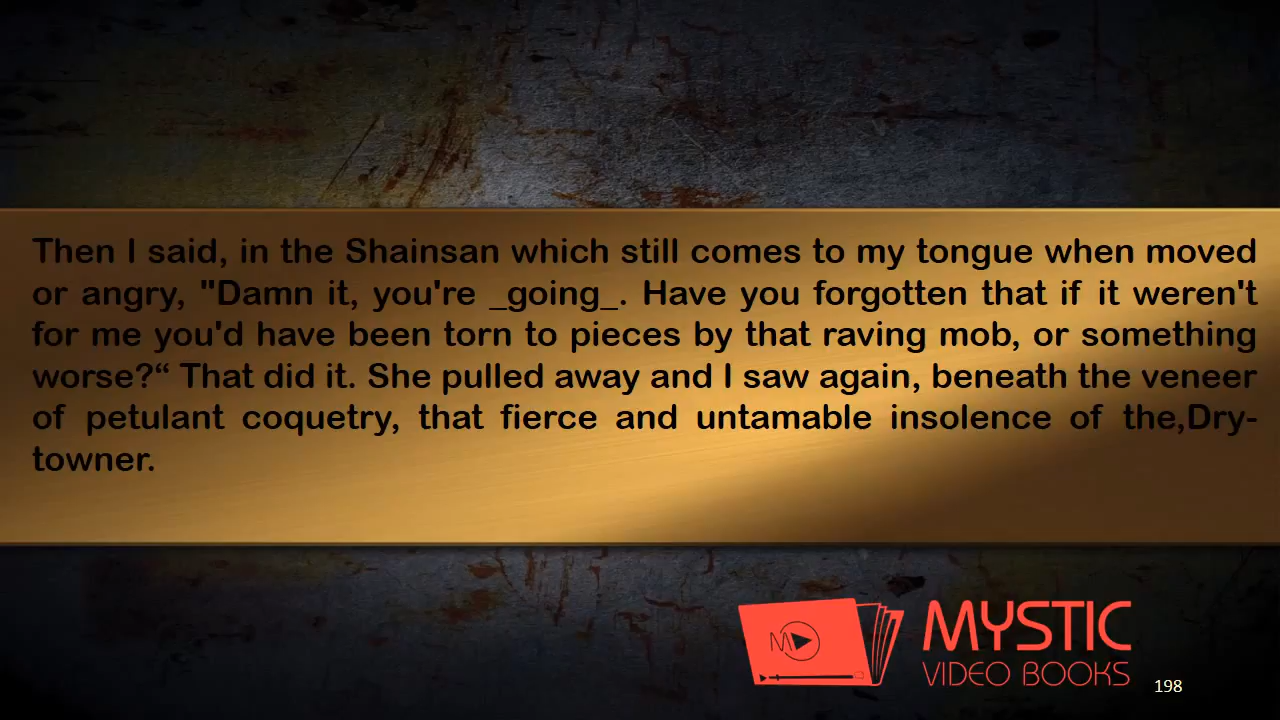 Then I said, in the Shainsan which still comes to my tongue when moved
or angry, "Damn it, you're _going_. Have you forgotten that if it weren't
for me you'd have been torn to pieces by that raving mob, or something
worse?“ That did it. She pulled away and I saw again, beneath the veneer
of petulant coquetry, that fierce and untamable insolence of the,Dry-
towner.
MYSTIC
VIDEO BOOKS
198